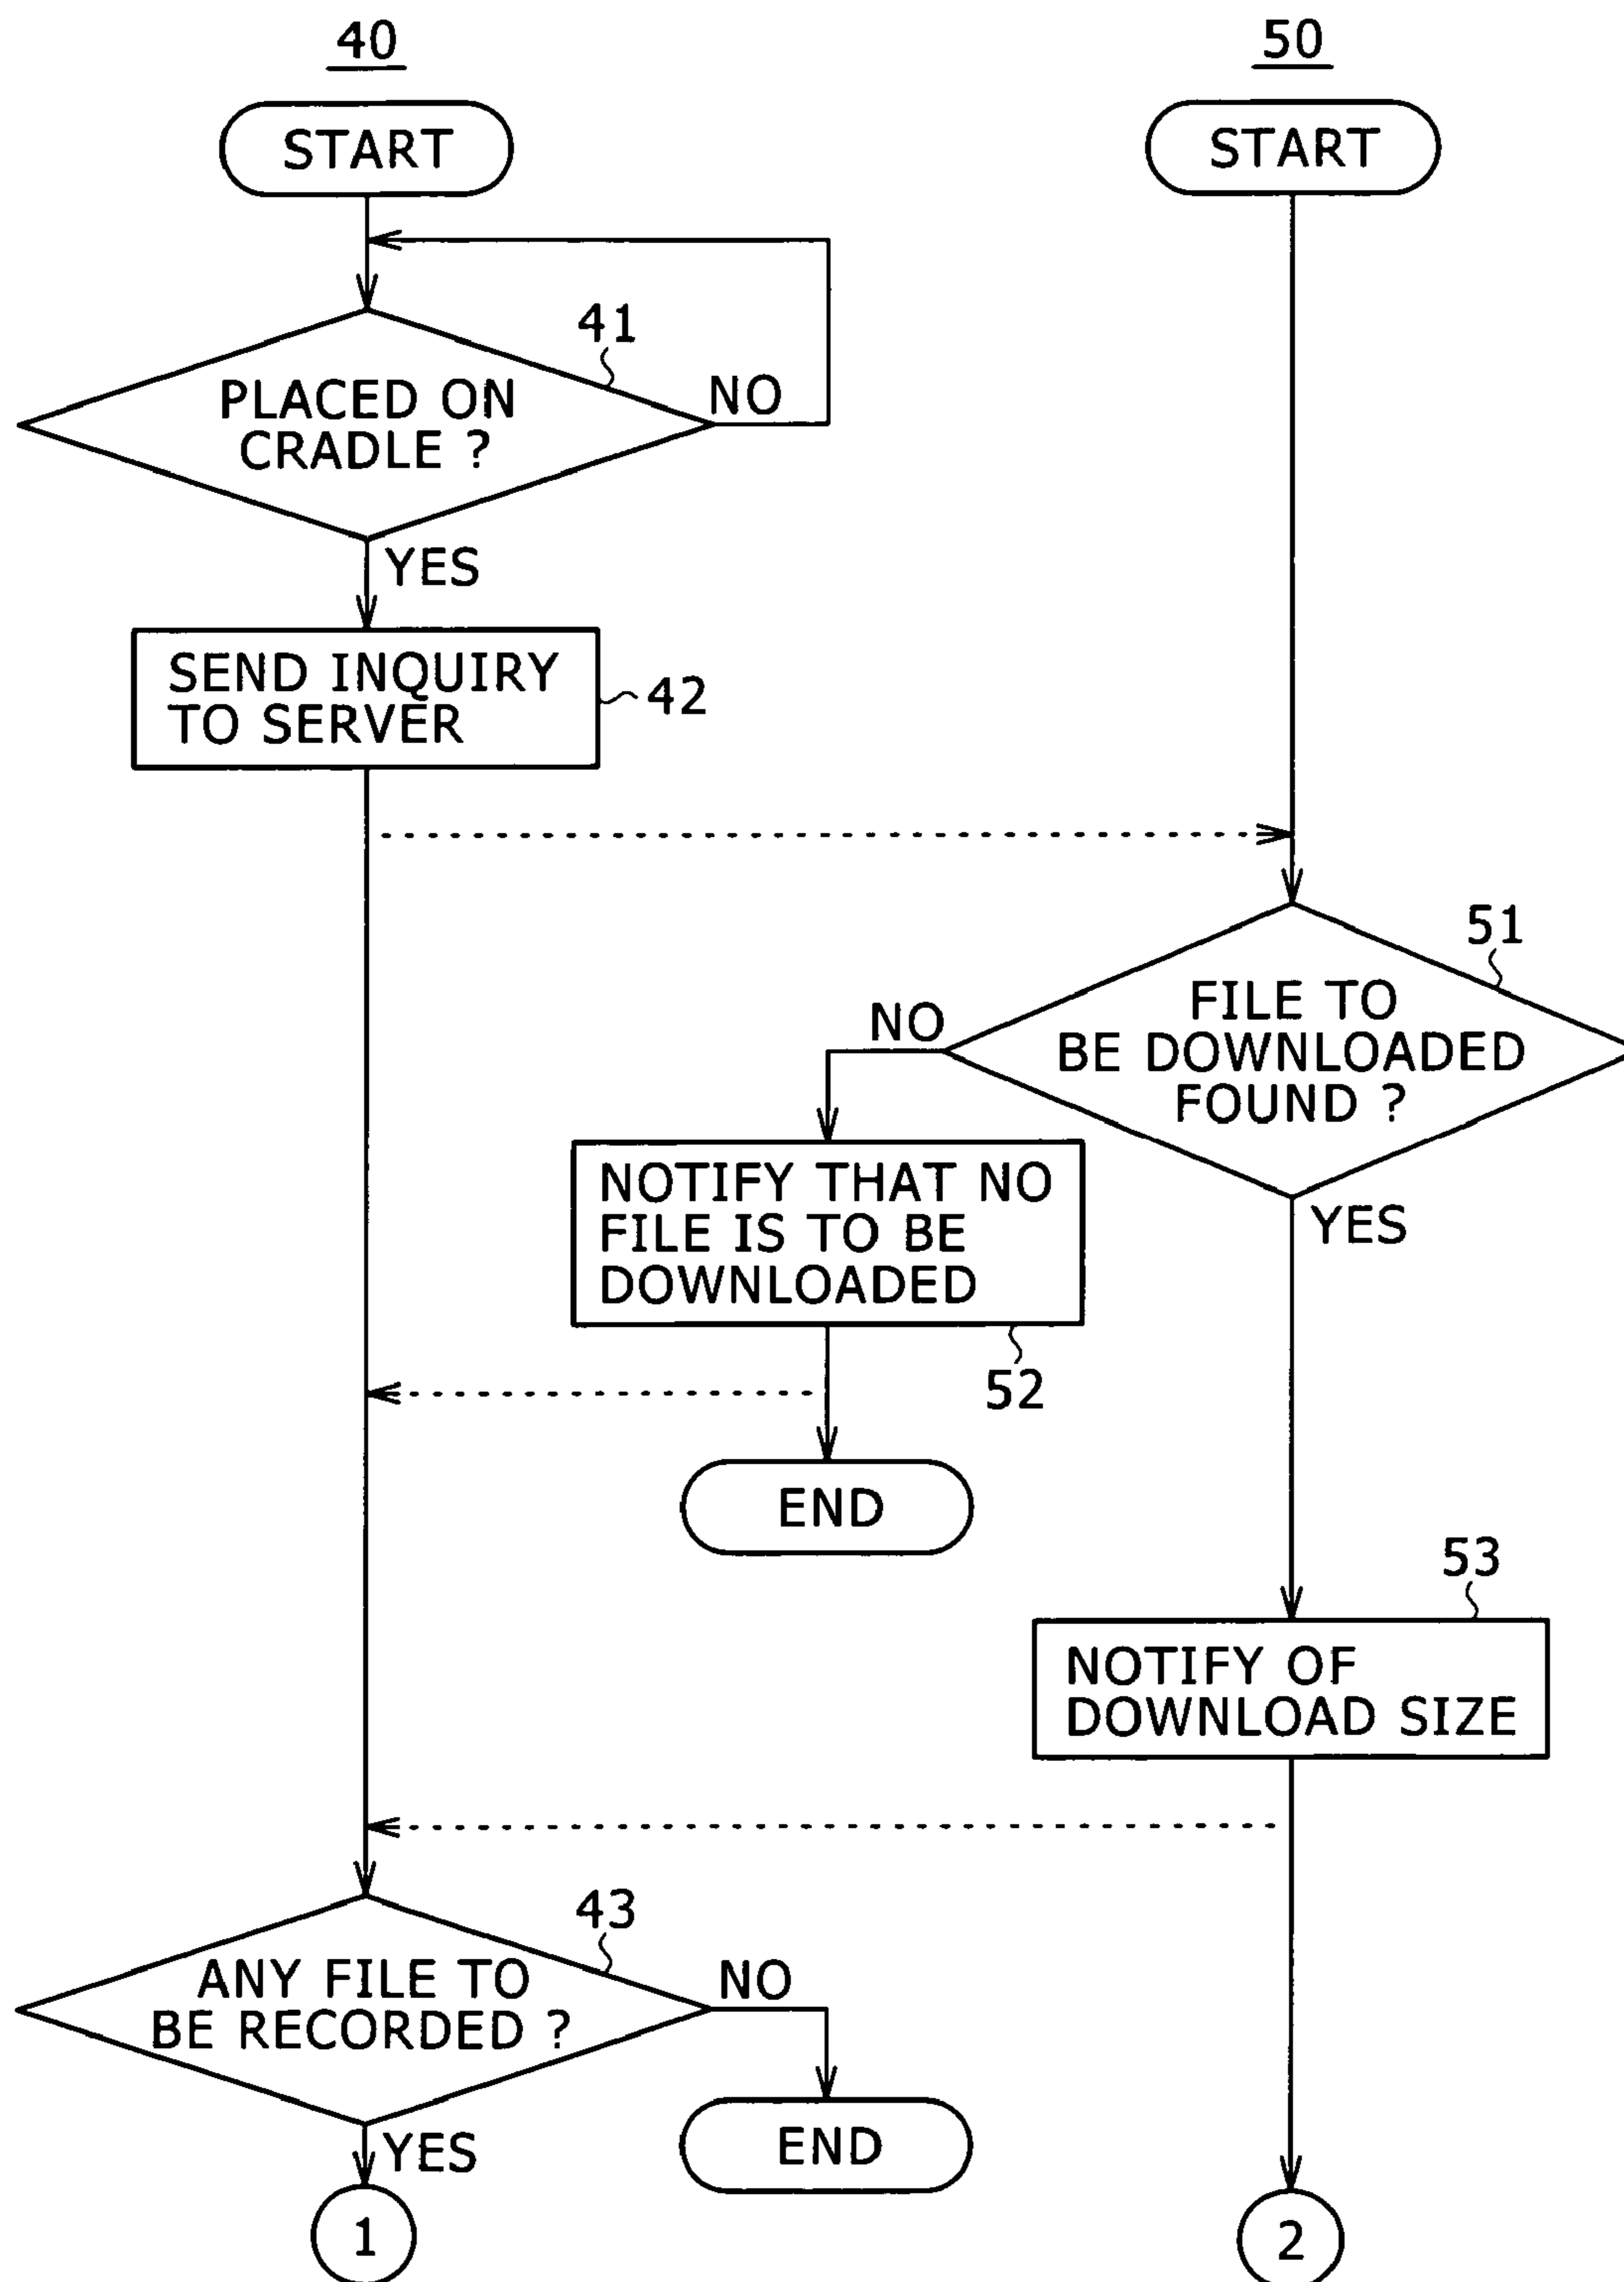 40
50
START
START
41
PLACED ON
CRADLE ?
NO
YES
SEND INQUIRY
TO SERVER
42
51
FILE TO
BE DOWNLOADED
FOUND ?
NO
YES
NOTIFY THAT NO
FILE IS TO BE
DOWNLOADED
52
END
53
NOTIFY OF
DOWNLOAD SIZE
43
ANY FILE TO
BE RECORDED ?
NO
END
YES
1
2